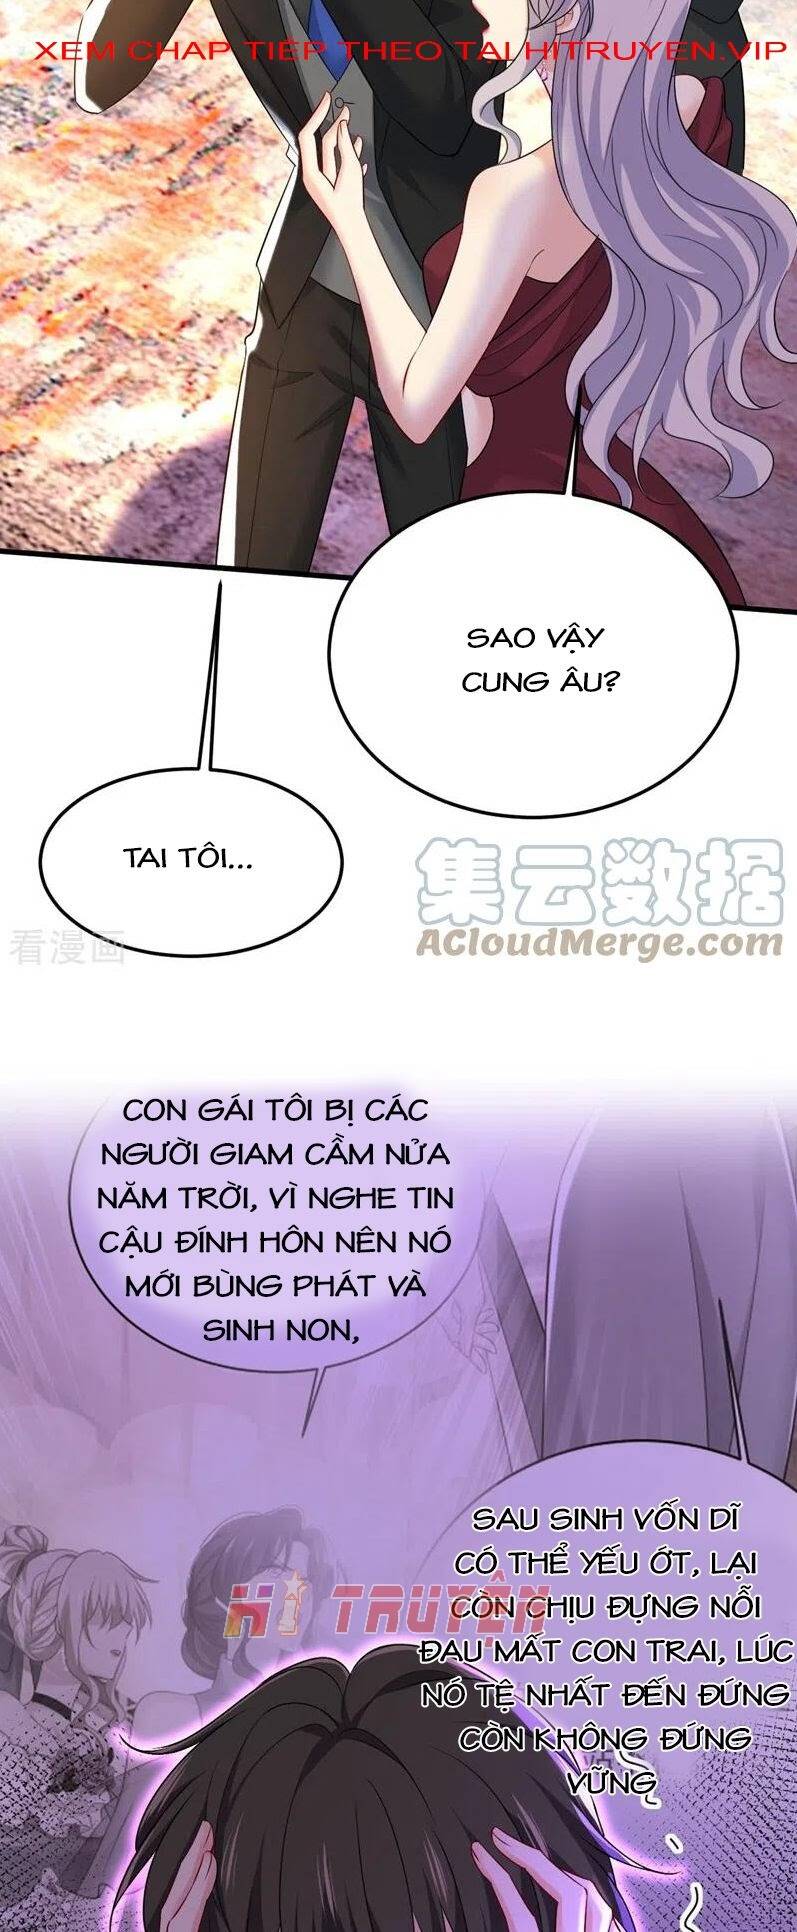 XEM CHAP TIẾP THEO TẠI HITRUYEN.VIP
SAO VẬY
CUNG ÂU?
TAI TÔI...
集云数据
ACloudMerge.com
看漫画
CON GÁI TÔI BỊ CÁC
NGƯỜI GIAM CẦM NỬA
NĂM TRỜI, VÌ NGHE TIN
CẬU ĐÍNH HÔN NÊN NÓ
MỚI BÙNG PHÁT VÀ
SINH NON,
SAU SINH VỐN DĨ
CÓ THỂ YẾU ỚT, LẠI
CÒN CHỊU ĐỰNG NỖI
ĐAU MẤT CON TRAI, LÚC
NÓ TỆ NHẤT ĐẾN ĐỨNG
CÒN KHÔNG ĐỨNG
VỮNG
HI TRUYỆN